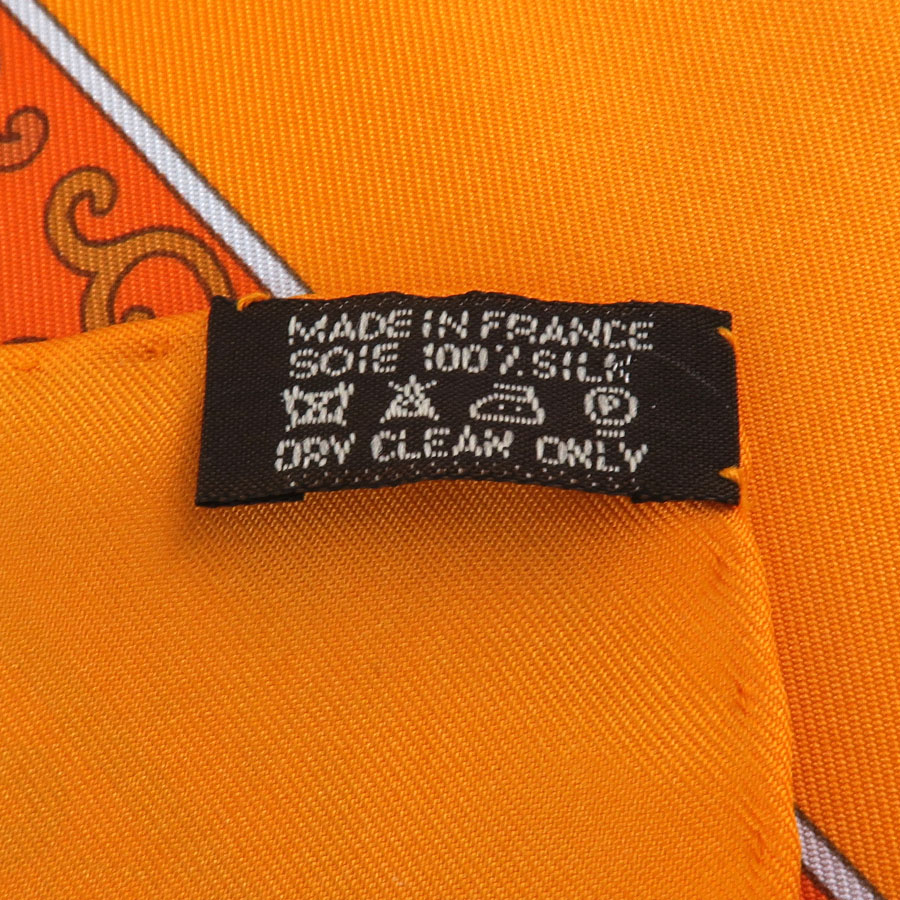 MADE IN FRANCE
SOIE 100% SILK
P
DRY CLEAN ONLY